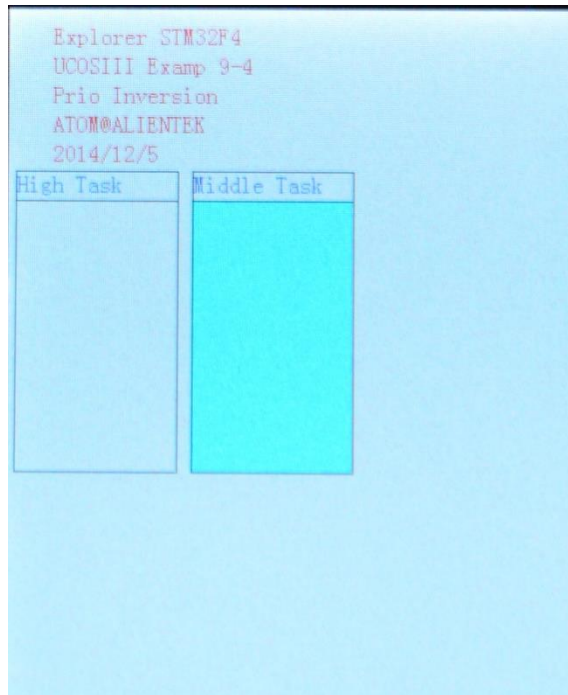 Explorer STM32F4
UCOSIII Examp 9-4
Prio Inversion
ATOM@ALIENTEK
2014/12/5
High Task
Middle Task